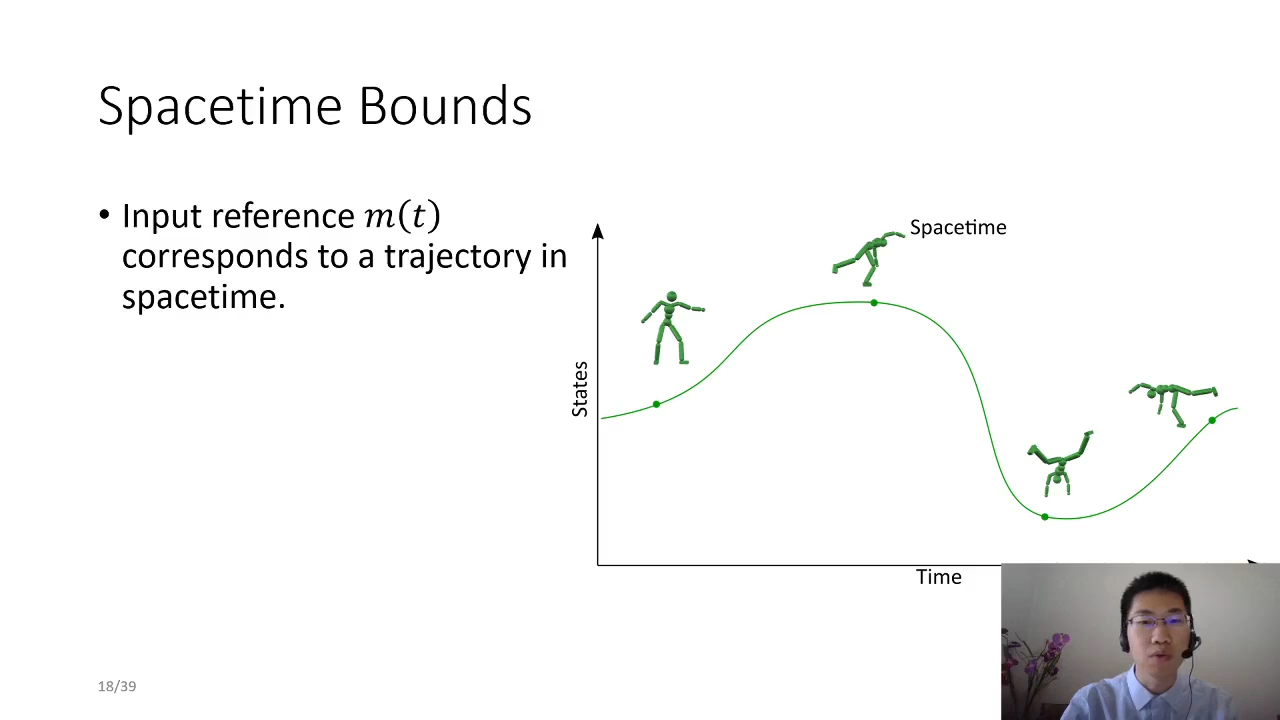 Spacetime Bounds
• Input reference m(t)
corresponds to a trajectory in
spacetime.
Spacetime
States
Time
18/39